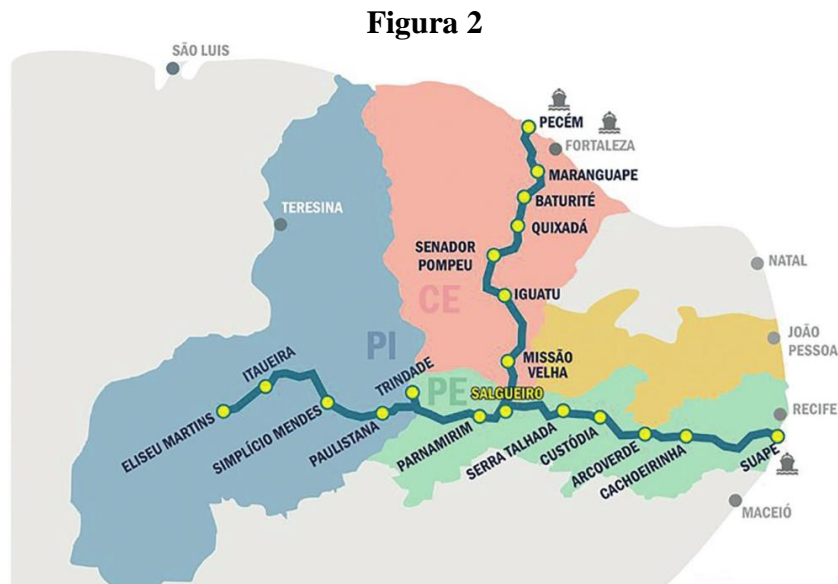 Figura 2
SÃO LUIS
PECÉM
FORTALEZA
MARANGUAPE
TERESINA
BATURITÉ
QUIXADÁ
SENADOR
POMPEU
NATAL
CE
IGUATU
JOÃO
PESSOA
PI
MISSÃO
VELHA
ITAUEIRA
TRINDADE
PE
SALGUEIRO
RECIFE
ELISEU MARTINS
SIMPLÍCIO MENDES
PAULISTANA
PARNAMIRIM
SERRA TALHADA
CUSTÓDIA
ARCOVERDE
CACHOEIRINHA
SUAPE
MACEIÓ